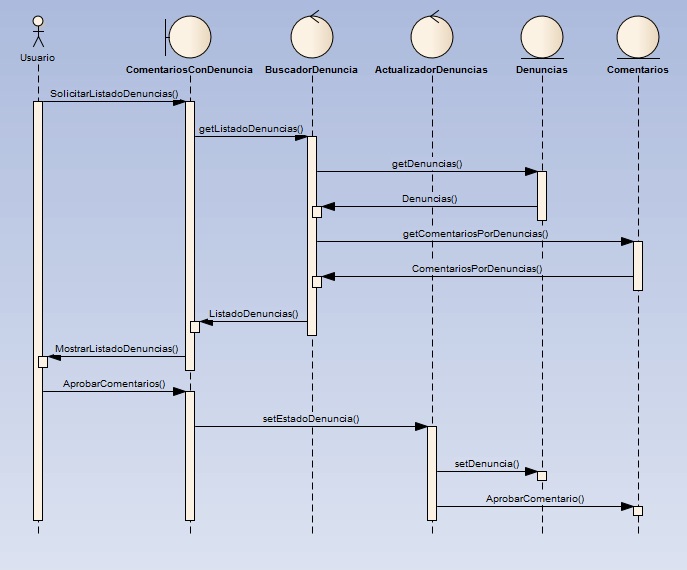 Usuario
ComentariosConDenuncia
BuscadorDenuncia
ActualizadorDenuncias
Denuncias
Comentarios
SolicitarListadoDenuncias()
getListadoDenuncias()
getDenuncias()
Denuncias()
getComentariosPorDenuncias()
ComentariosPorDenuncias()
ListadoDenuncias()
MostrarListadoDenuncias()
AprobarComentarios()
setEstadoDenuncia()
setDenuncia()
AprobarComentario()